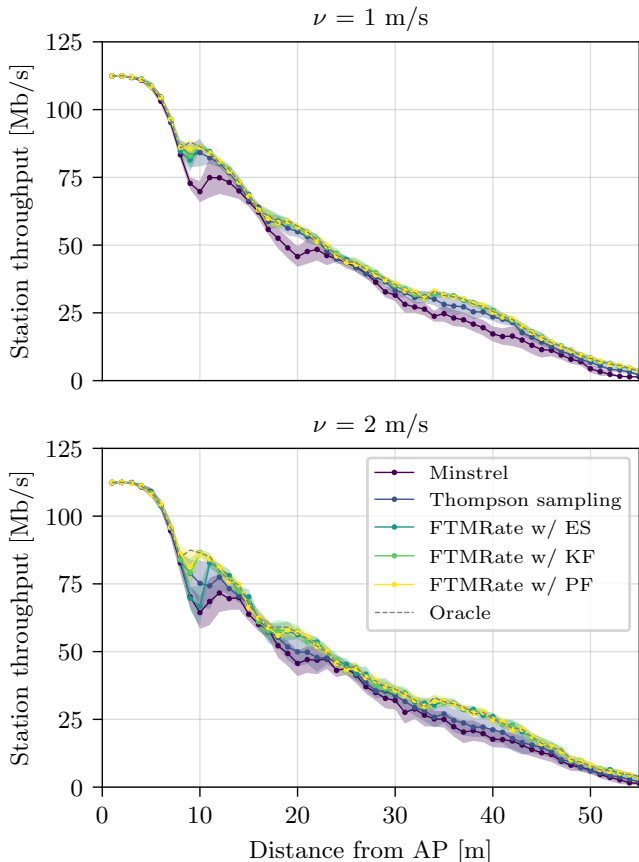 ν = 1 m/s
Station throughput [Mb/s]
125
100
75
50
25
0
ν = 2 m/s
Station throughput [Mb/s]
125
100
75
50
25
0
Minstrel
Thompson sampling
FTMRate w/ ES
FTMRate w/ KF
FTMRate w/ PF
Oracle
0 10 20 30 40 50
Distance from AP [m]